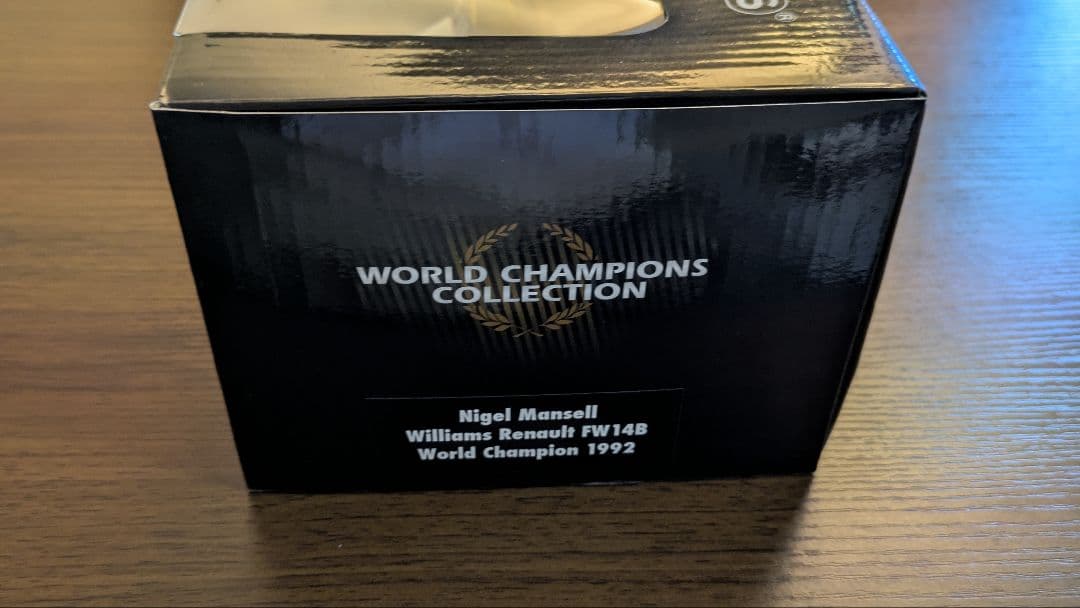 WORLD CHAMPIONS
COLLECTION
Nigel Mansell
Williams Renault FW14B
World Champion 1992